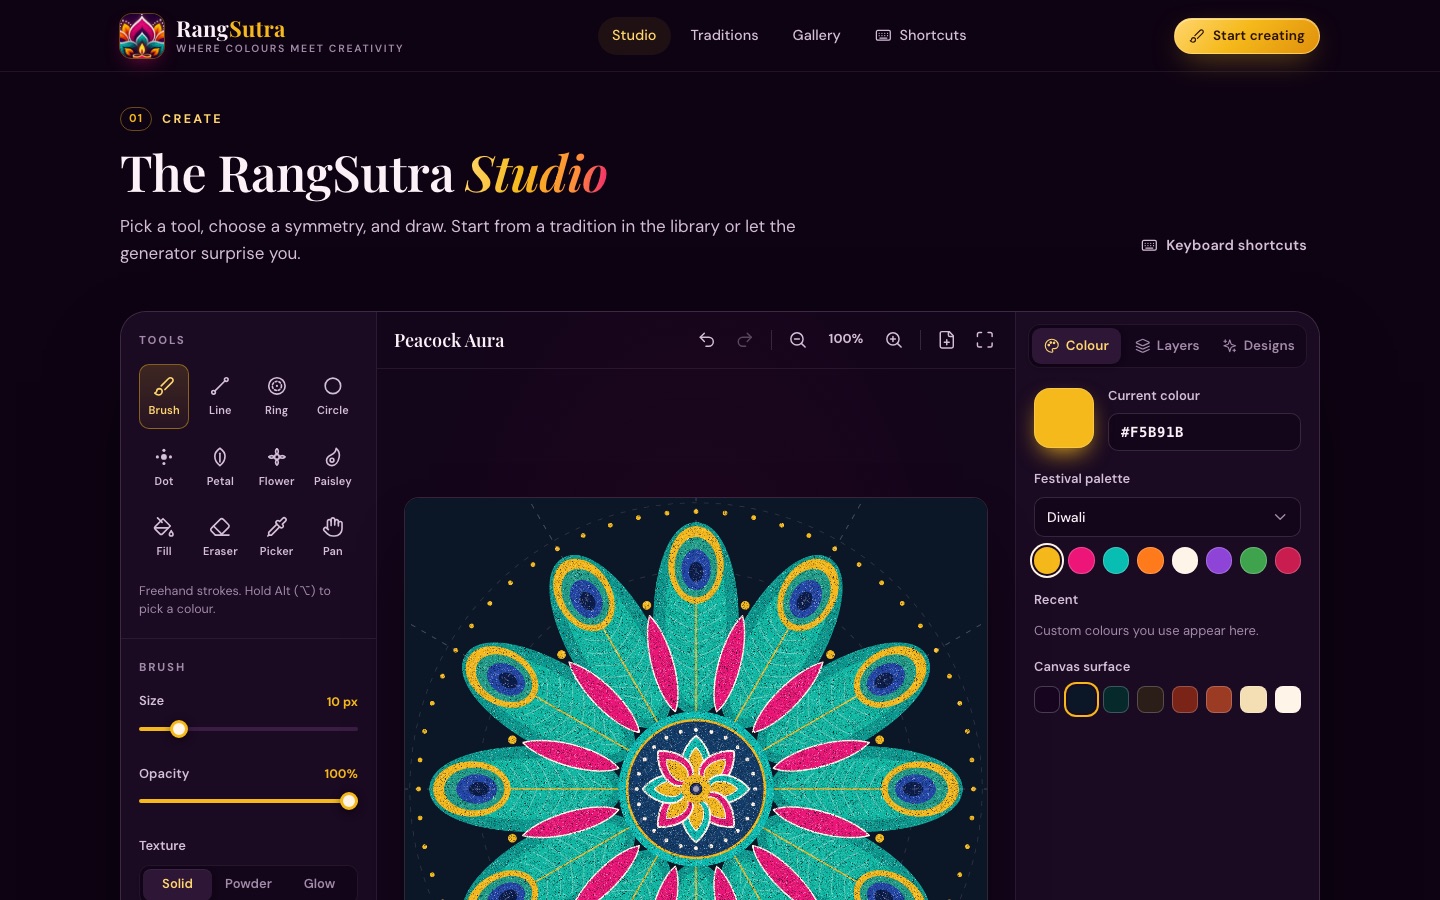 RangSutra
WHERE COLOURS MEET CREATIVITY
Studio
Traditions
Gallery
Shortcuts
Start creating
01 CREATE
The RangSutra Studio
Pick a tool, choose a symmetry, and draw. Start from a tradition in the library or let the
generator surprise you.
Keyboard shortcuts
TOOLS
Brush Line Ring Circle
Dot Petal Flower Paisley
Fill Eraser Picker Pan
Freehand strokes. Hold Alt (⌥) to
pick a colour.
BRUSH
Size 10 px
Opacity 100%
Texture
Solid Powder Glow
Peacock Aura
100%
Colour Layers Designs
Current colour
#F5B91B
Festival palette
Diwali
Recent
Custom colours you use appear here.
Canvas surface